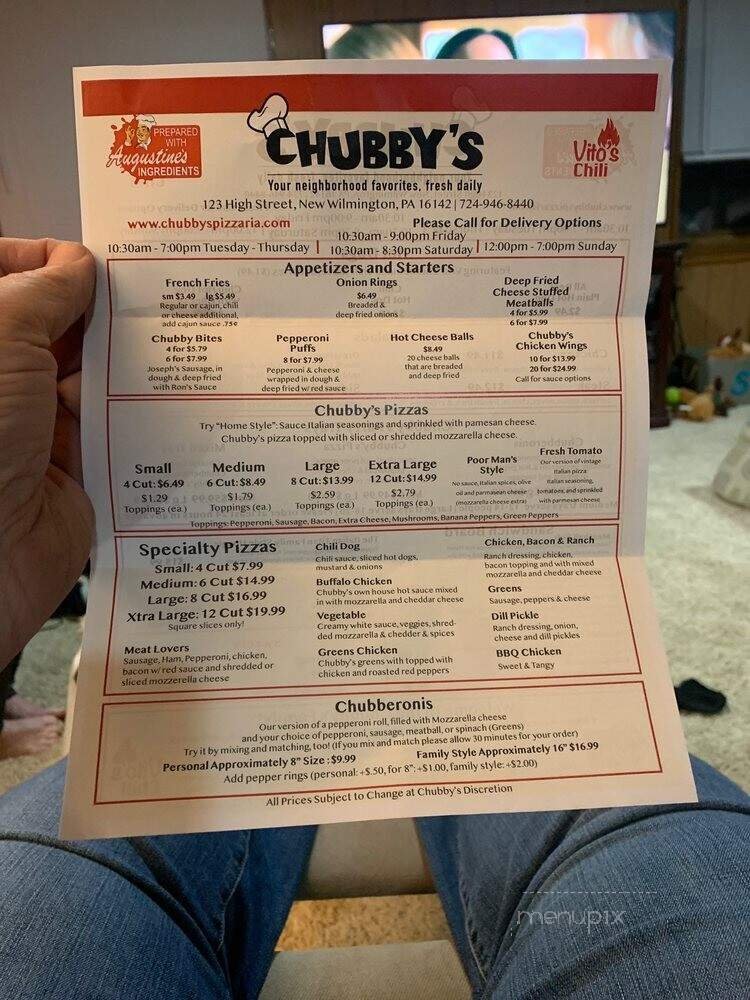 PREPARED
WITH
Augustine's
INGREDIENTS
CHUBBY'S
Vito's
Chili
Your neighborhood favorites, fresh daily
123 High Street, New Wilmington, PA 16142 | 724-946-8440
www.chubbyspizzaria.com
Please Call for Delivery Options
10:30am - 7:00pm Tuesday - Thursday
10:30am - 9:00pm Friday
10:30am - 8:30pm Saturday
12:00pm - 7:00pm Sunday
Appetizers and Starters
French Fries
sm $3.49 lg $5.49
Regular or cajun, chili
or cheese additional,
add cajun sauce .75¢
Onion Rings
$6.49
Breaded &
deep fried onions
Deep Fried
Cheese Stuffed
Meatballs
4 for $5.99
6 for $7.99
Chubby Bites
4 for $5.79
6 for $7.99
Joseph's Sausage, in
dough & deep fried
with Ron's Sauce
Pepperoni
Puffs
8 for $7.99
Pepperoni & cheese
wrapped in dough &
deep fried w/ red sauce
Hot Cheese Balls
$8.49
20 cheese balls
that are breaded
and deep fried
Chubby's
Chicken Wings
10 for $13.99
20 for $24.99
Call for sauce options
Chubby's Pizzas
Try "Home Style": Sauce Italian seasonings and sprinkled with pamesan cheese.
Chubby's pizza topped with sliced or shredded mozzarella cheese.
Small
4 Cut: $6.49
$1.29
Toppings (ea.)
Medium
6 Cut: $8.49
$1.79
Toppings (ea.)
Large
8 Cut: $13.99
$2.59
Toppings (ea.)
Extra Large
12 Cut: $14.99
$2.79
Toppings (ea.)
Poor Man's
Style
No sauce, Italian spices, olive
oil and parmasean cheese
(mozzarella cheese extra)
Fresh Tomato
Our version of vintage
Italian pizza
Italian seasoning,
tomatoes, and sprinkled
with parmesan cheese
Toppings: Pepperoni, Sausage, Bacon, Extra Cheese, Mushrooms, Banana Peppers, Green Peppers
Specialty Pizzas
Small: 4 Cut $7.99
Medium: 6 Cut $14.99
Large: 8 Cut $16.99
Xtra Large: 12 Cut $19.99
Square slices only!
Meat Lovers
Sausage, Ham, Pepperoni, chicken,
bacon w/ red sauce and shredded or
sliced mozzerella cheese
Chili Dog
Chili sauce, sliced hot dogs,
mustard & onions
Buffalo Chicken
Chubby's own house hot sauce mixed
in with mozzarella and cheddar cheese
Vegetable
Creamy white sauce, veggies, shred-
ded mozzarella & chedder & spices
Greens Chicken
Chubby's greens with topped with
chicken and roasted red peppers
Chicken, Bacon & Ranch
Ranch dressing, chicken,
bacon topping and with mixed
mozzarella and cheddar cheese
Greens
Sausage, peppers & cheese
Dill Pickle
Ranch dressing, onion,
cheese and dill pickles
BBQ Chicken
Sweet & Tangy
Chubberonis
Our version of a pepperoni roll, filled with Mozzarella cheese
and your choice of pepperoni, sausage, meatball, or spinach (Greens)
Try it by mixing and matching, too! (If you mix and match please allow 30 minutes for your order)
Personal Approximately 8" Size : $9.99
Family Style Approximately 16" $16.99
Add pepper rings (personal: +$.50, for 8": +$1.00, family style: +$2.00)
All Prices Subject to Change at Chubby's Discretion
menupix